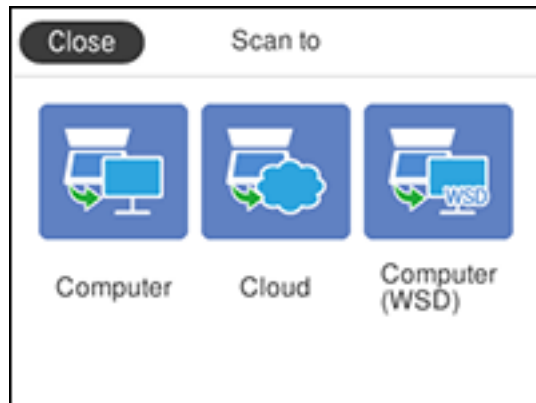 Close
Scan to
WSD
Computer
Cloud
Computer
(WSD)